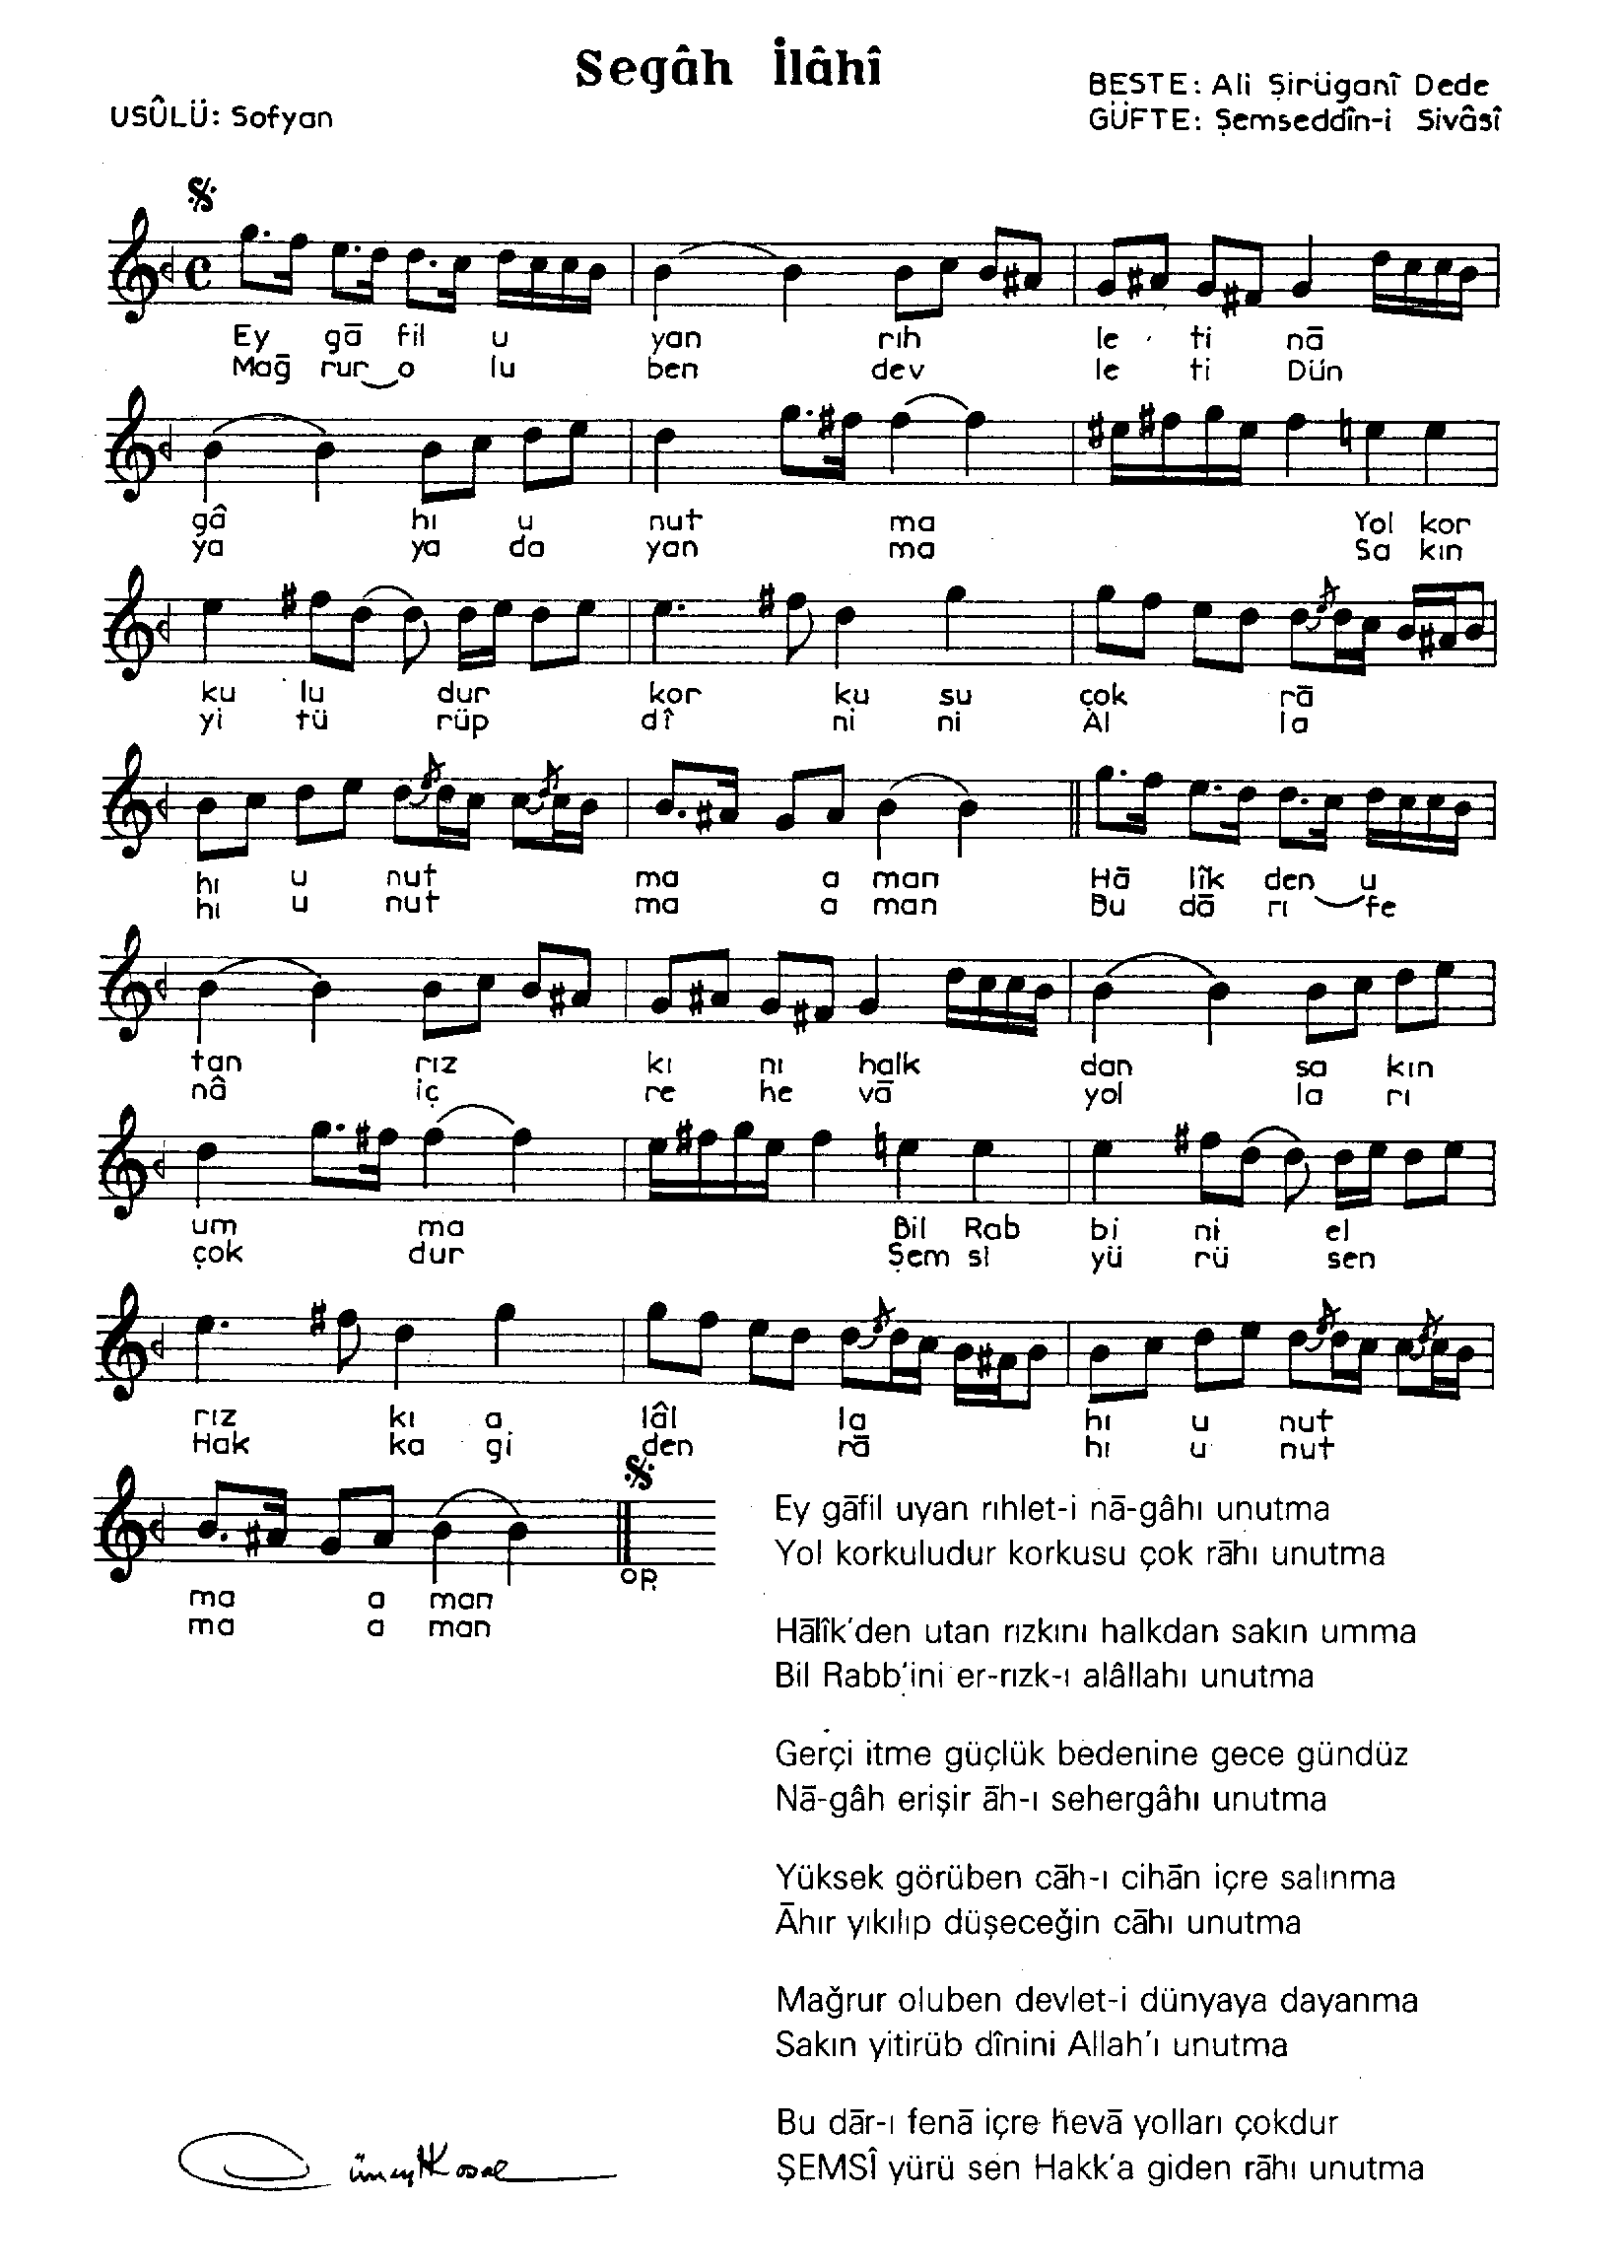 Segâh İlâhî
BESTE: Ali Şirüganî Dede
USÛLÜ: Sofyan
GÜFTE: Şemseddîn-i Sivâsî
Ey gā fil u yan rıh le ti nā
Mağ rur o lu ben dev le ti Dün
gâ hı u nut ma Yol kor
ya ya da yan ma Sa kın
ku lu dur kor ku su çok rā
yi tü rüp dî ni ni Al la
hı u nut ma a man Hā lîk den u
hı u nut ma a man Bu dā rı fe
tan rız kı nı halk dan sa kın
nâ iç re he vā yol la rı
um ma Bil Rab bi ni el
çok dur Şem si yü rü sen
rız kı a lâl la hı u nut
Hak ka gi den rā hı u nut
ma a man
ma a man
Ey gāfil uyan rıhlet-i nā-gâhı unutma
Yol korkuludur korkusu çok rāhı unutma
Hālîk'den utan rızkını halkdan sakın umma
Bil Rabb'ini er-rızk-ı alâllahı unutma
Gerçi itme güçlük bedenine gece gündüz
Nā-gâh erişir āh-ı sehergâhı unutma
Yüksek görüben cāh-ı cihān içre salınma
Āhır yıkılıp düşeceğin cāhı unutma
Mağrur oluben devlet-i dünyaya dayanma
Sakın yitirüb dînini Allah'ı unutma
Bu dār-ı fenā içre hevā yolları çokdur
ŞEMSÎ yürü sen Hakk'a giden rāhı unutma